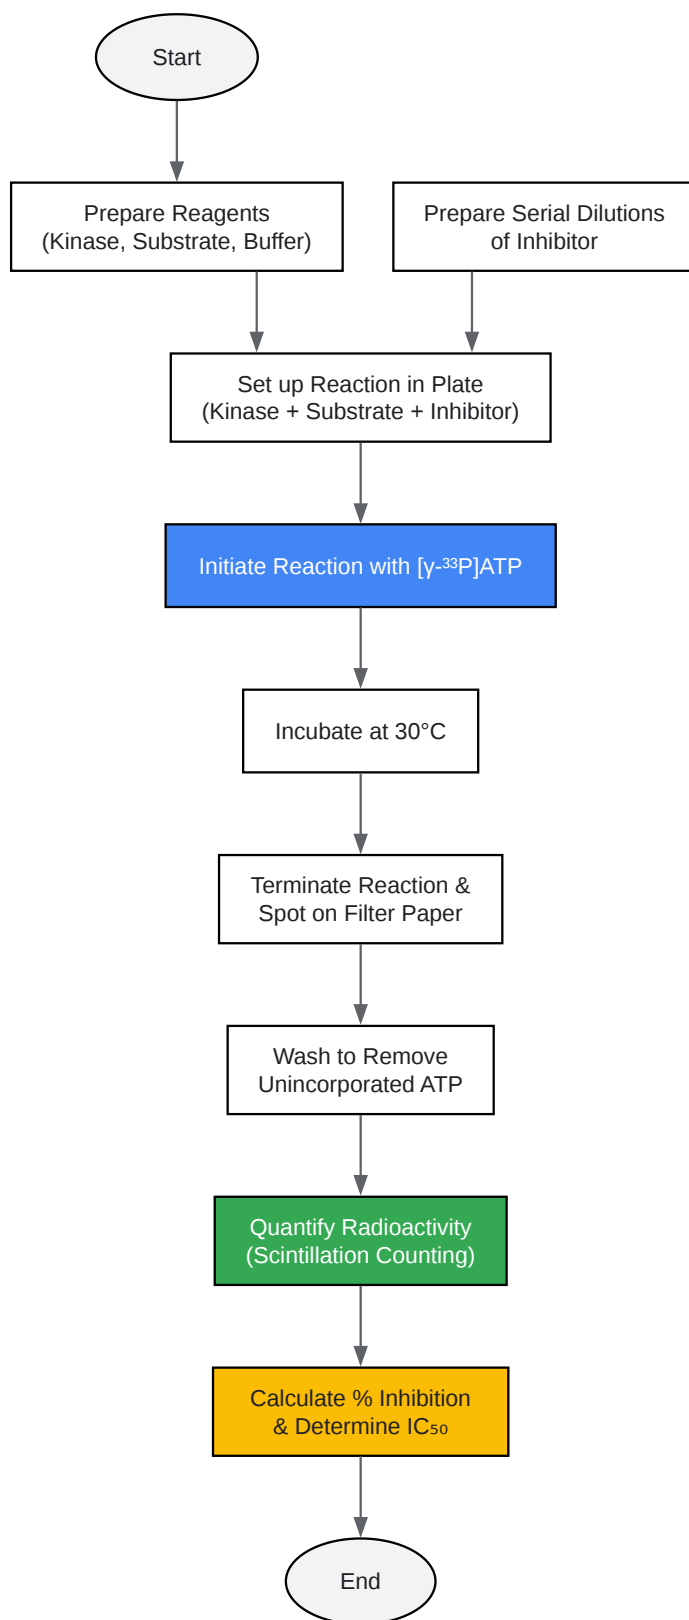 Start
Prepare Reagents
(Kinase, Substrate, Buffer)
Prepare Serial Dilutions
of Inhibitor
Set up Reaction in Plate
(Kinase + Substrate + Inhibitor)
Initiate Reaction with [γ-³³P]ATP
Incubate at 30°C
Terminate Reaction &
Spot on Filter Paper
Wash to Remove
Unincorporated ATP
Quantify Radioactivity
(Scintillation Counting)
Calculate % Inhibition
& Determine IC₅₀
End